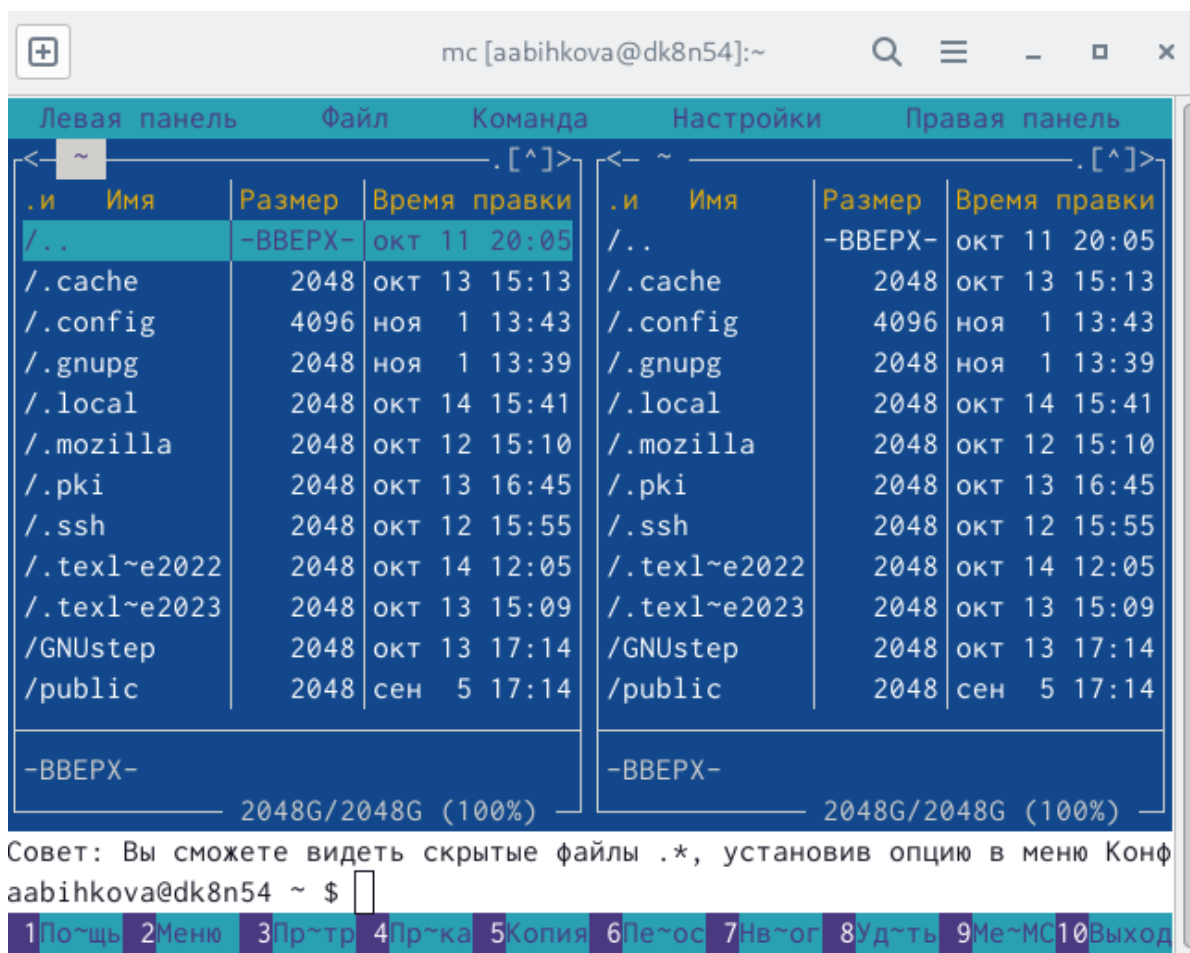 mc [aabihkova@dk8n54]:~
Левая панель Файл Команда Настройки Правая панель
<— ~ .[^]> <— ~ .[^]>
.и Имя Размер Время правки .и Имя Размер Время правки
/.. -ВВЕРХ- окт 11 20:05 /.. -ВВЕРХ- окт 11 20:05
/.cache 2048 окт 13 15:13 /.cache 2048 окт 13 15:13
/.config 4096 ноя 1 13:43 /.config 4096 ноя 1 13:43
/.gnupg 2048 ноя 1 13:39 /.gnupg 2048 ноя 1 13:39
/.local 2048 окт 14 15:41 /.local 2048 окт 14 15:41
/.mozilla 2048 окт 12 15:10 /.mozilla 2048 окт 12 15:10
/.pki 2048 окт 13 16:45 /.pki 2048 окт 13 16:45
/.ssh 2048 окт 12 15:55 /.ssh 2048 окт 12 15:55
/.texl~e2022 2048 окт 14 12:05 /.texl~e2022 2048 окт 14 12:05
/.texl~e2023 2048 окт 13 15:09 /.texl~e2023 2048 окт 13 15:09
/GNUstep 2048 окт 13 17:14 /GNUstep 2048 окт 13 17:14
/public 2048 сен 5 17:14 /public 2048 сен 5 17:14
-ВВЕРХ- -ВВЕРХ-
2048G/2048G (100%) 2048G/2048G (100%)
Совет: Вы сможете видеть скрытые файлы .*, установив опцию в меню Конф
aabihkova@dk8n54 ~ $
1По~щь 2Меню 3Пр~тр 4Пр~ка 5Копия 6Пе~ос 7Нв~ог 8Уд~ть 9Ме~МС 10Выход